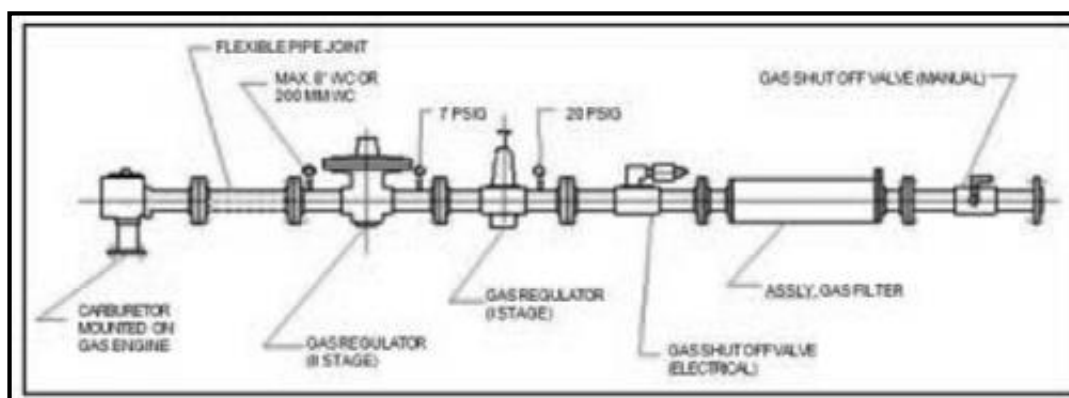 FLEXIBLE PIPE JOINT
MAX. 8" WC OR
200 MM WC
7 PSIG
20 PSIG
GAS SHUT OFF VALVE (MANUAL)
CARBURETOR
MOUNTED ON
GAS ENGINE
GAS REGULATOR
(II STAGE)
GAS REGULATOR
(I STAGE)
GAS SHUT OFF VALVE
(ELECTRICAL)
ASSLY, GAS FILTER